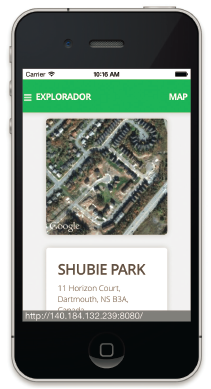 Carrier 10:16 AM
EXPLORADOR MAP
Google
SHUBIE PARK
11 Horizon Court,
Dartmouth, NS B3A,
Canada
http://140.184.132.239:8080/